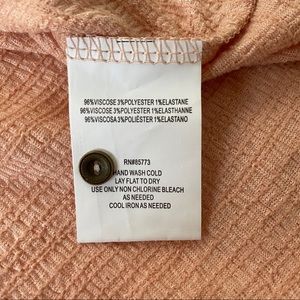 96%VISCOSE 3%POLYESTER 1%ELASTANE
96%VISCOSE 3%POLYESTER 1%ELASTHANNE
96%VISCOSA 3%POLIÉSTER 1%ELASTANO
RN#85773
HAND WASH COLD
LAY FLAT TO DRY
USE ONLY NON CHLORINE BLEACH
AS NEEDED
COOL IRON AS NEEDED